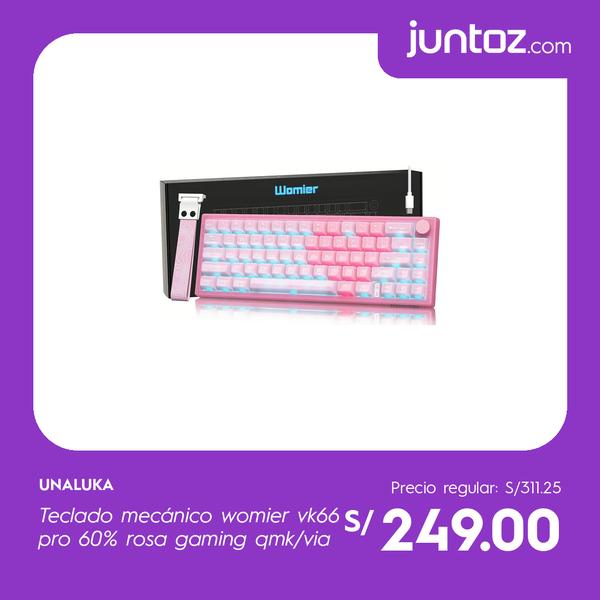 juntoz.com
Womier
UNALUKA
Teclado mecánico womier vk66
pro 60% rosa gaming qmk/via
Precio regular: S/311.25
S/249.00